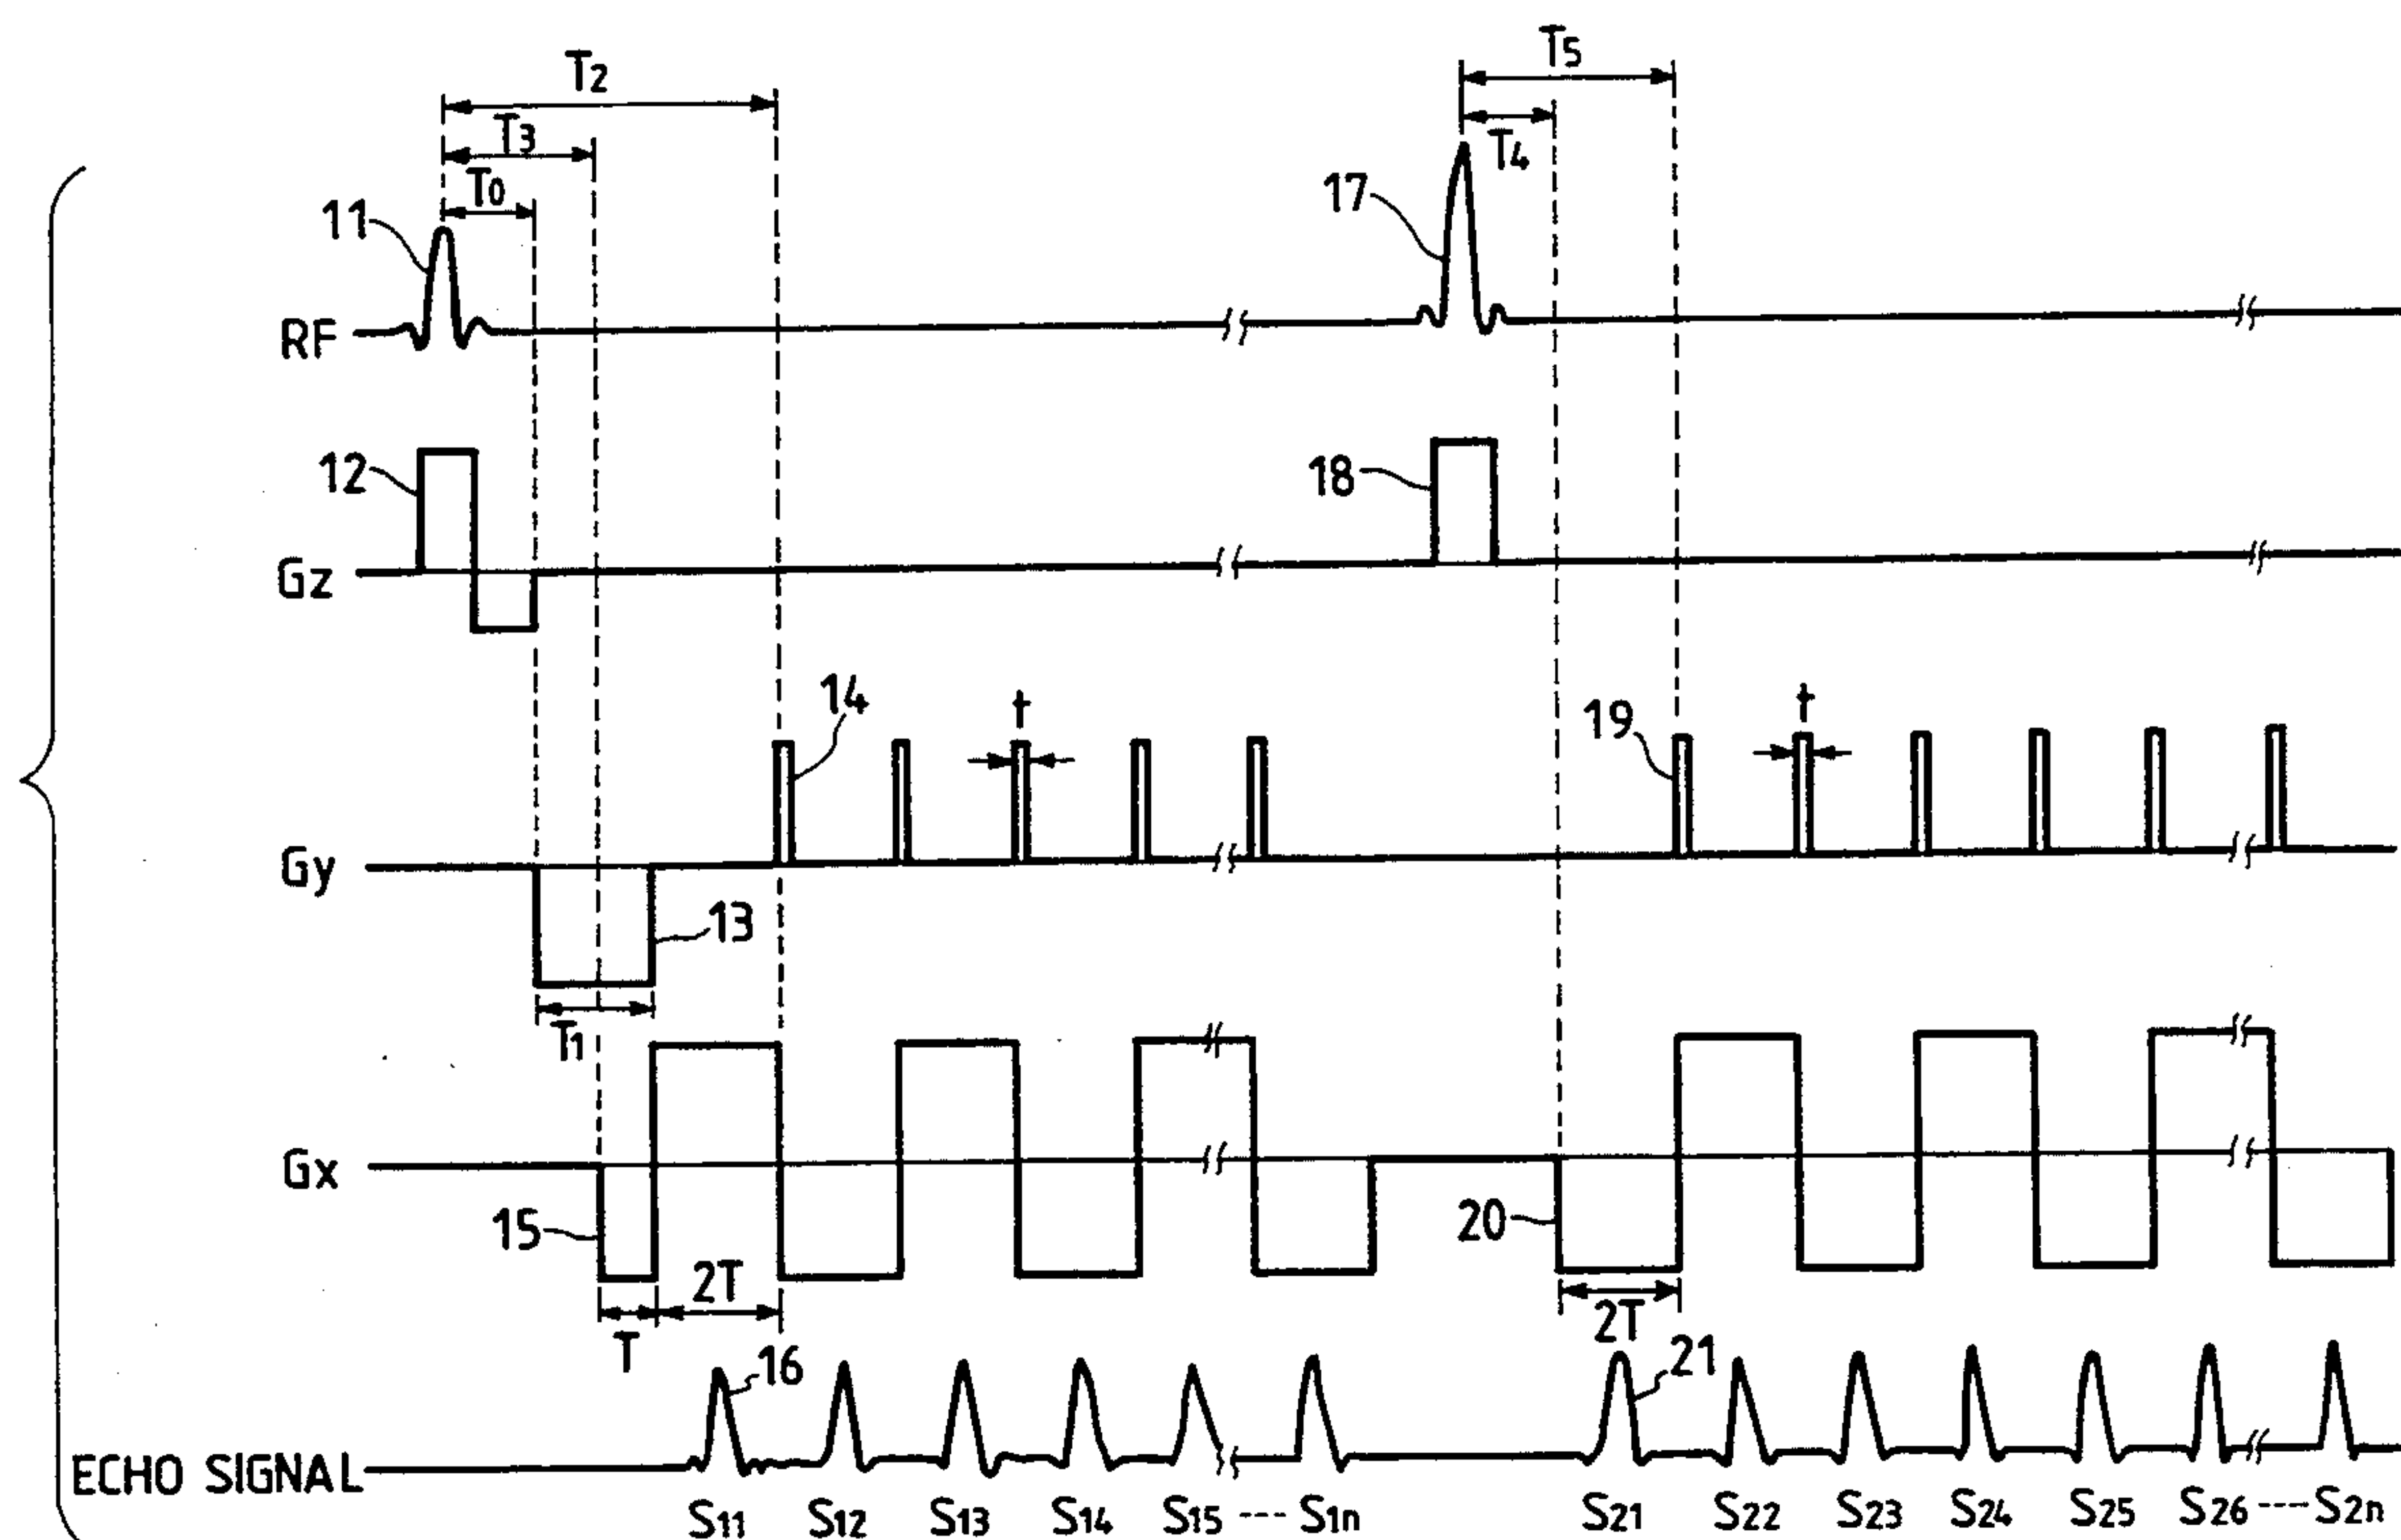 T5
T2
T3
T4
T0
17
11
RF
12
18
Gz
14
t
t
19
Gy
13
T1
Gx
15
20
2T
2T
T
16
21
ECHO SIGNAL
S11 S12 S13 S14 S15 ---- S1n S21 S22 S23 S24 S25 S26 ---- S2n